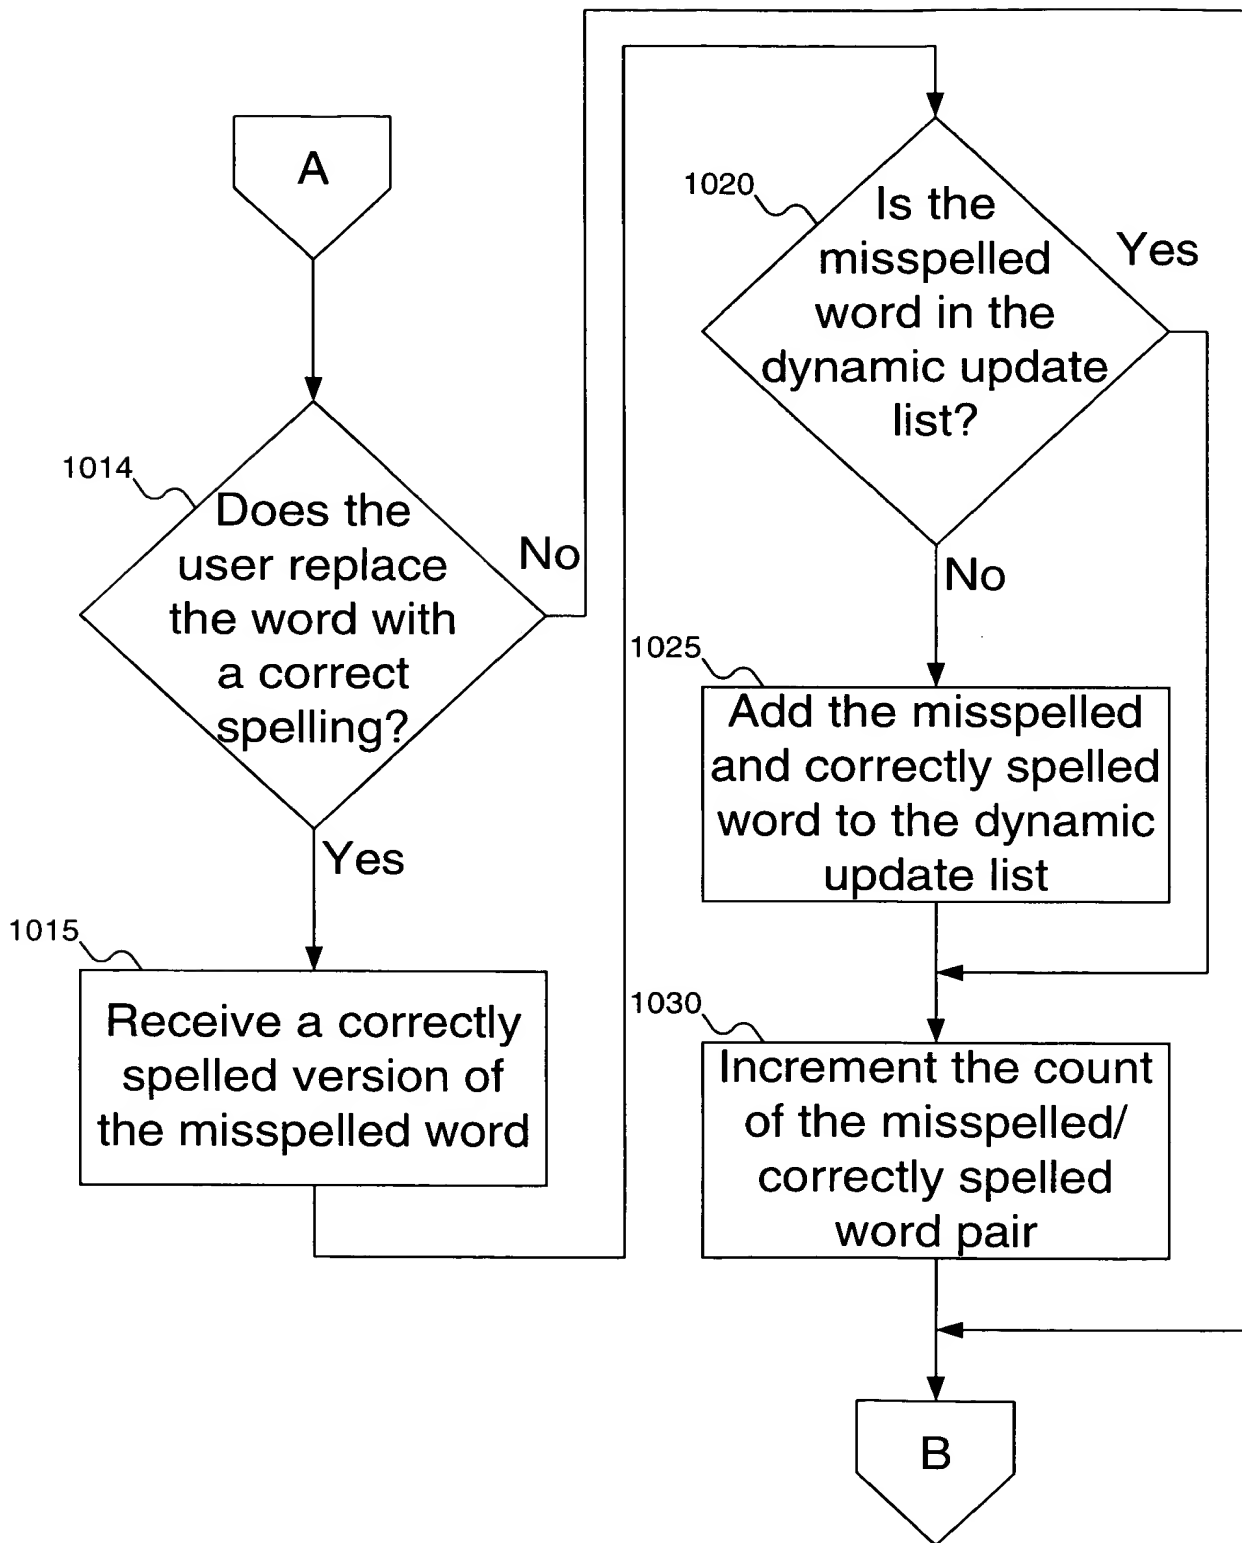 A
1014
Does the
user replace
the word with
a correct
spelling?
No
Yes
1015
Receive a correctly
spelled version of
the misspelled word
1020
Is the
misspelled
word in the
dynamic update
list?
Yes
No
1025
Add the misspelled
and correctly spelled
word to the dynamic
update list
1030
Increment the count
of the misspelled/
correctly spelled
word pair
B